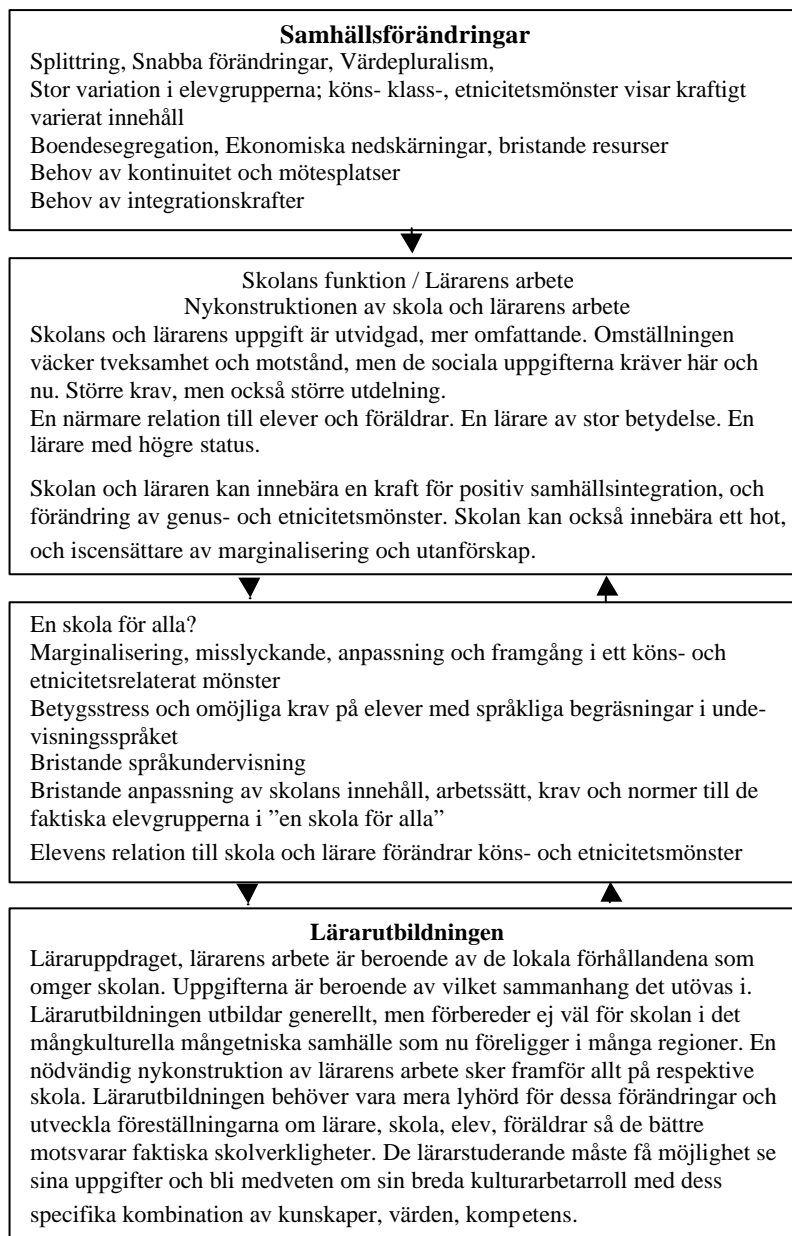 Samhällsförändringar
Splittring, Snabba förändringar, Värdepluralism,
Stor variation i elevgrupperna; köns- klass-, etnicitetsmönster visar kraftigt
varierat innehåll
Boendesegregation, Ekonomiska nedskärningar, bristande resurser
Behov av kontinuitet och mötesplatser
Behov av integrationskrafter
Skolans funktion / Lärarens arbete
Nykonstruktionen av skola och lärarens arbete
Skolans och lärarens uppgift är utvidgad, mer omfattande. Omställningen
väcker tveksamhet och motstånd, men de sociala uppgifterna kräver här och
nu. Större krav, men också större utdelning.
En närmare relation till elever och föräldrar. En lärare av stor betydelse. En
lärare med högre status.
Skolan och läraren kan innebära en kraft för positiv samhällsintegration, och
förändring av genus- och etnicitetsmönster. Skolan kan också innebära ett hot,
och iscensättare av marginalisering och utanförskap.
En skola för alla?
Marginalisering, misslyckande, anpassning och framgång i ett köns- och
etnicitetsrelaterat mönster
Betygsstress och omöjliga krav på elever med språkliga begräsningar i unde-
visningsspråket
Bristande språkundervisning
Bristande anpassning av skolans innehåll, arbetssätt, krav och normer till de
faktiska elevgrupperna i ”en skola för alla”
Elevens relation till skola och lärare förändrar köns- och etnicitetsmönster
Lärarutbildningen
Läraruppdraget, lärarens arbete är beroende av de lokala förhållandena som
omger skolan. Uppgifterna är beroende av vilket sammanhang det utövas i.
Lärarutbildningen utbildar generellt, men förbereder ej väl för skolan i det
mångkulturella mångetniska samhälle som nu föreligger i många regioner. En
nödvändig nykonstruktion av lärarens arbete sker framför allt på respektive
skola. Lärarutbildningen behöver vara mera lyhörd för dessa förändringar och
utveckla föreställningarna om lärare, skola, elev, föräldrar så de bättre
motsvarar faktiska skolverkligheter. De lärarstuderande måste få möjlighet se
sina uppgifter och bli medveten om sin breda kulturarbetarroll med dess
specifika kombination av kunskaper, värden, kompetens.